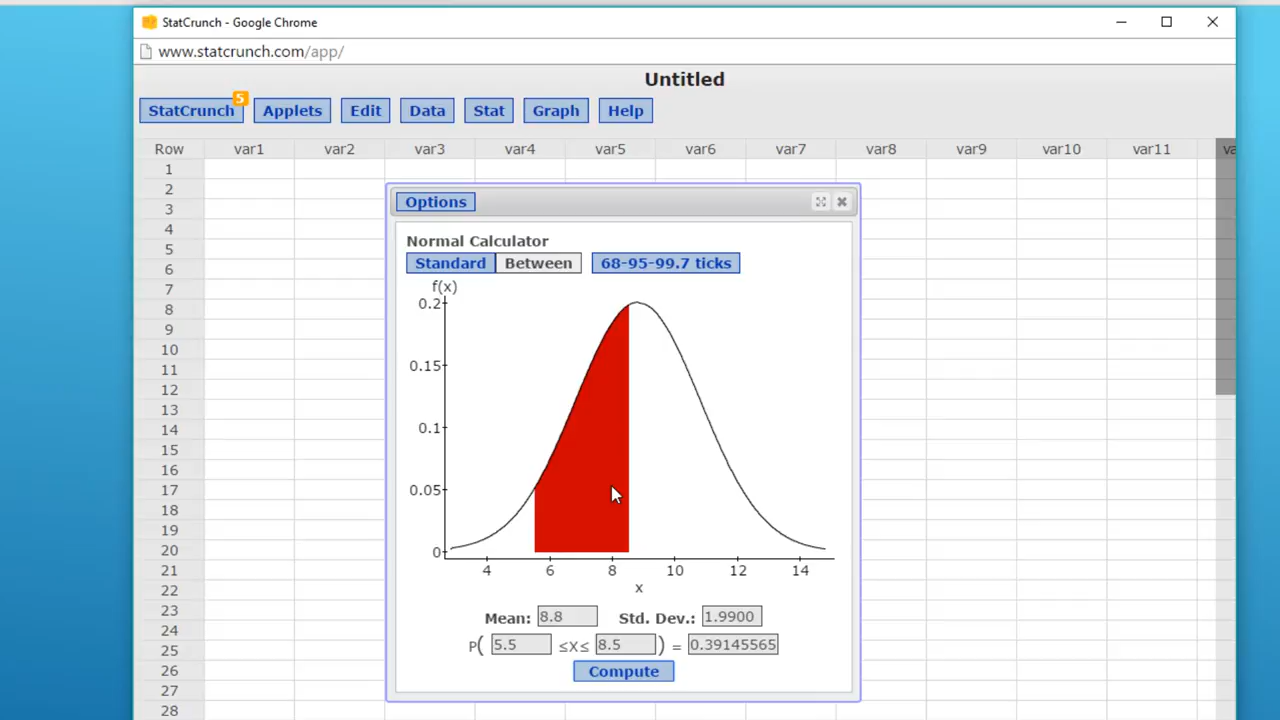 StatCrunch - Google Chrome
www.statcrunch.com/app/
Untitled
StatCrunch 5 Applets Edit Data Stat Graph Help
Row var1 var2 var3 var4 var5 var6 var7 var8 var9 var10 var11 va
1
2
Options
3
4
Normal Calculator
5
Standard Between 68-95-99.7 ticks
6
f(x)
7
0.2
8
9
10
0.15
11
12
13
0.1
14
15
16
0.05
17
18
19
0
20
4 6 8 10 12 14
21
x
22
Mean: 8.8 Std. Dev.: 1.9900
23
24
P( 5.5 ≤X≤ 8.5 ) = 0.39145565
25
Compute
26
27
28